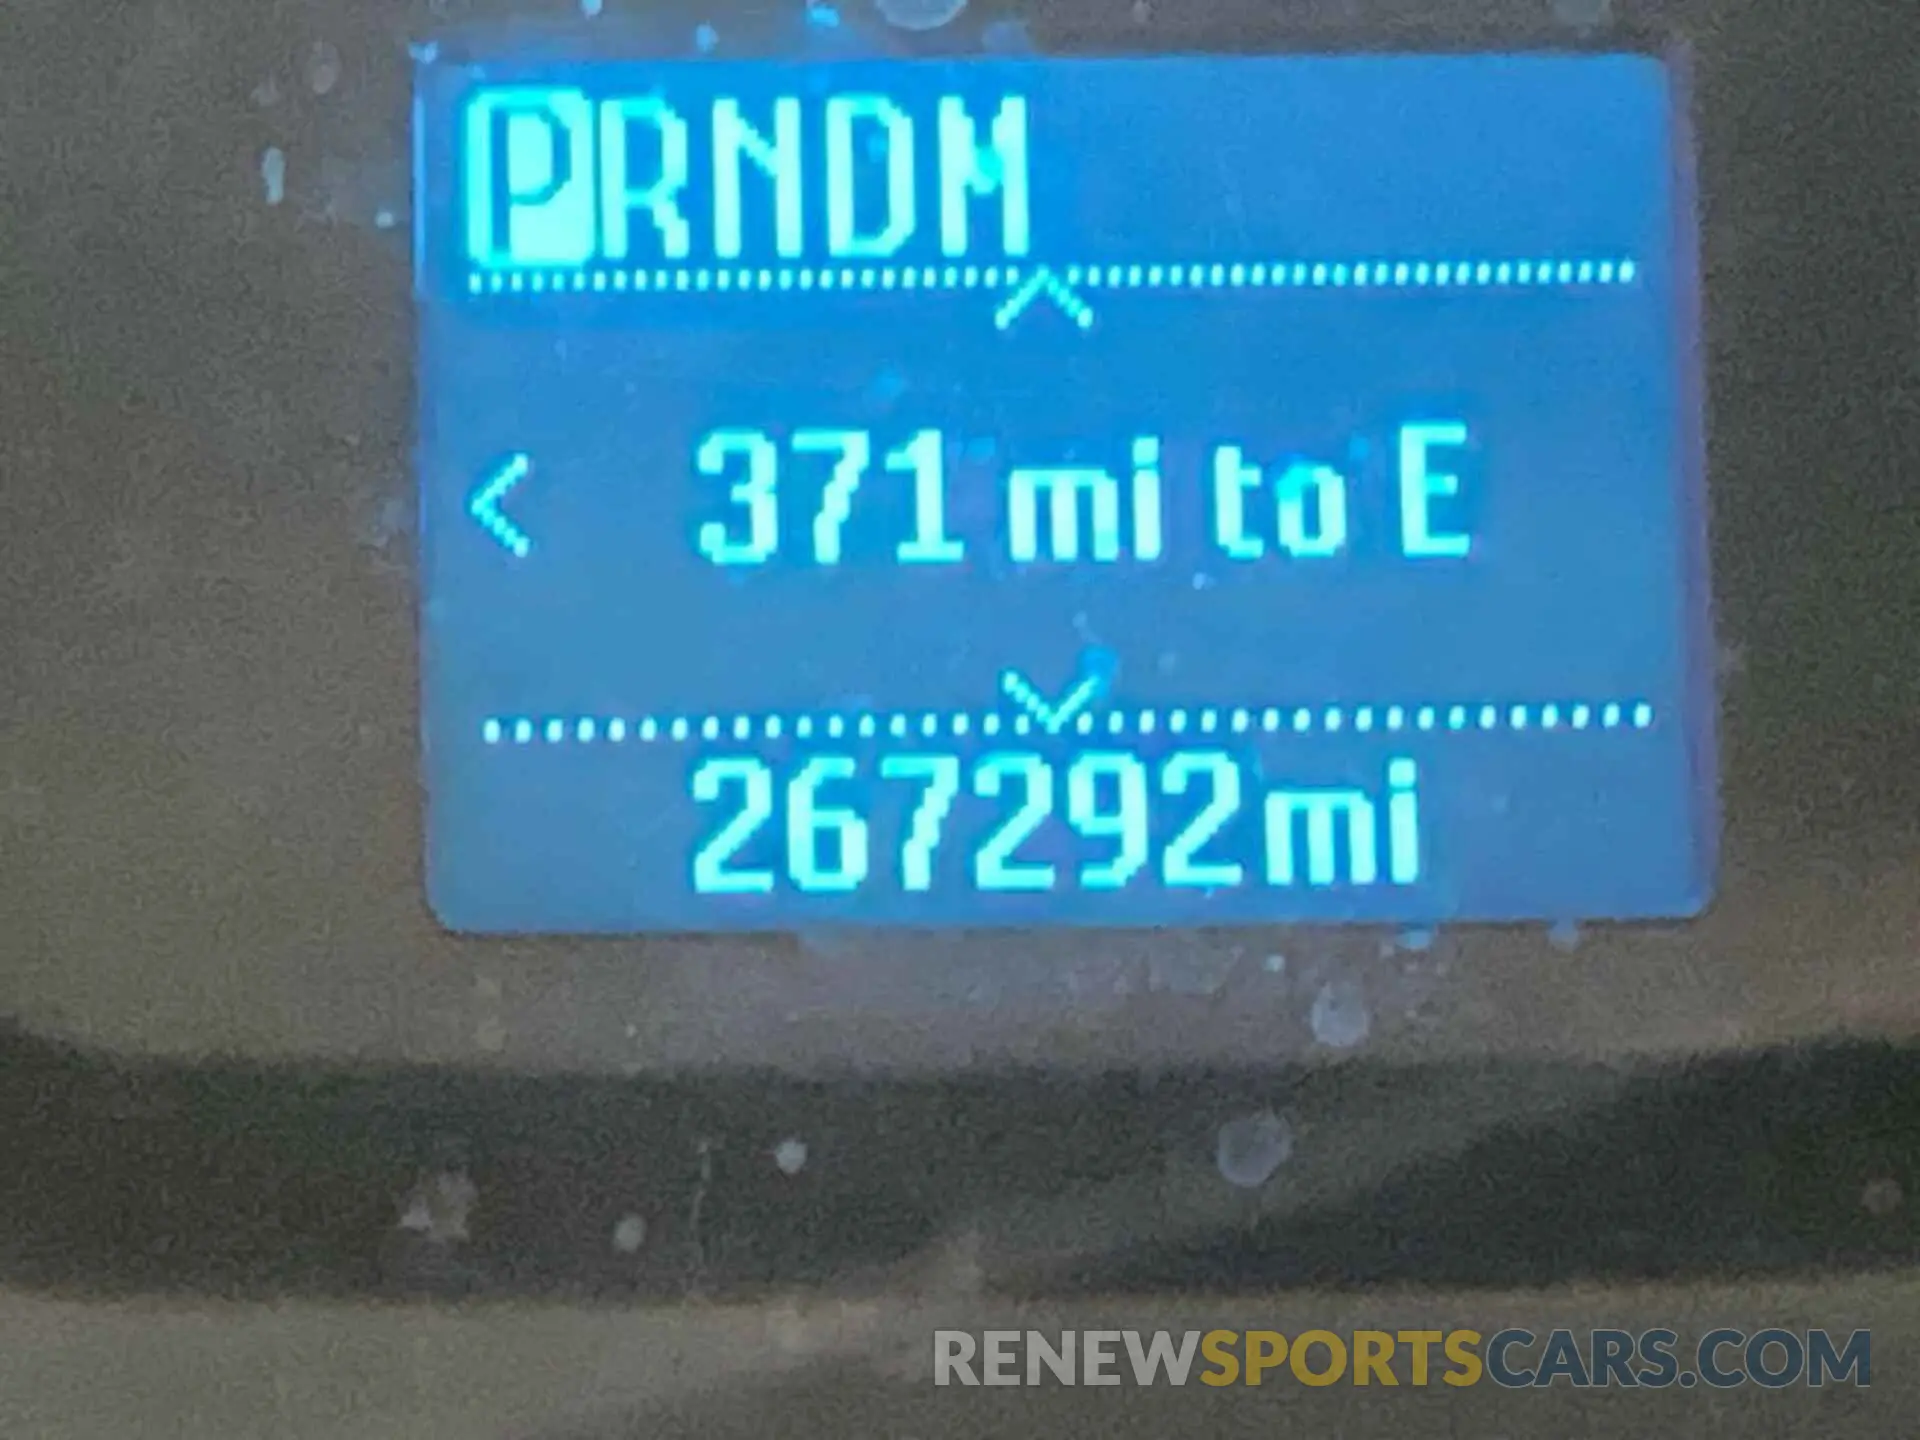 PRNDM
371 mi to E
267292mi
RENEWSPORTSCARS.COM